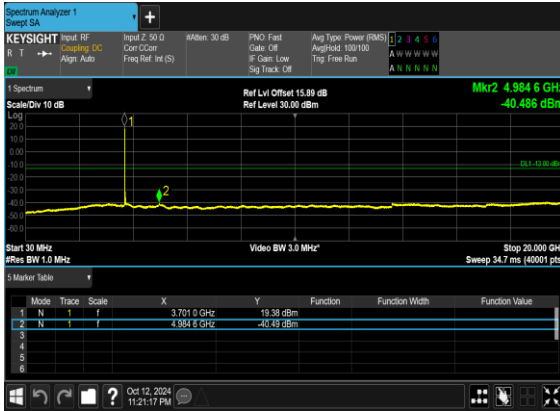 Spectrum Analyzer 1
Swept SA
+
KEYSIGHT Input: RF Input Z: 50 Ω #Atten: 30 dB PNO: Fast Avg Type: Power (RMS) 1 2 3 4 5 6
R T Coupling: DC Corr CCorr Gate: Off Avg|Hold: 100/100 A W W W W W
Align: Auto Freq Ref: Int (S) IF Gain: Low Trig: Free Run
Sig Track: Off A N N N N N
1 Spectrum Ref Lvl Offset 15.89 dB Mkr2 4.984 6 GHz
Scale/Div 10 dB Ref Level 30.00 dBm -40.486 dBm
Log
20.0
10.0
0.00
-10.0
-20.0
-30.0
-40.0
-50.0
-60.0
1
2
DL1 -13.00 dBm
Start 30 MHz Video BW 3.0 MHz* Stop 20.000 GHz
#Res BW 1.0 MHz Sweep 34.7 ms (40001 pts)
5 Marker Table
Mode Trace Scale X Y Function Function Width Function Value
1 N 1 f 3.701 0 GHz 19.38 dBm
2 N 1 f 4.984 6 GHz -40.49 dBm
3
4
5
6
? Oct 12, 2024
11:21:17 PM